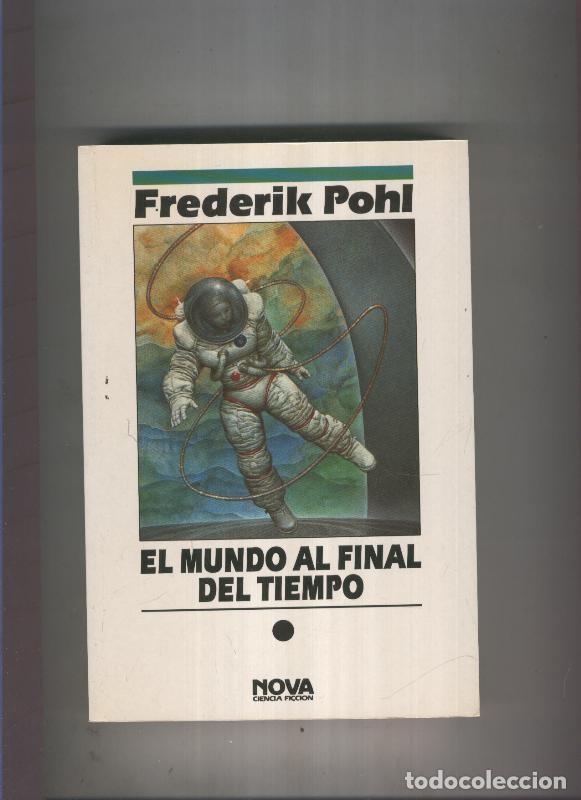 Frederik Pohl
EL MUNDO AL FINAL
DEL TIEMPO
NOVA
CIENCIA FICCION
todocoleccion